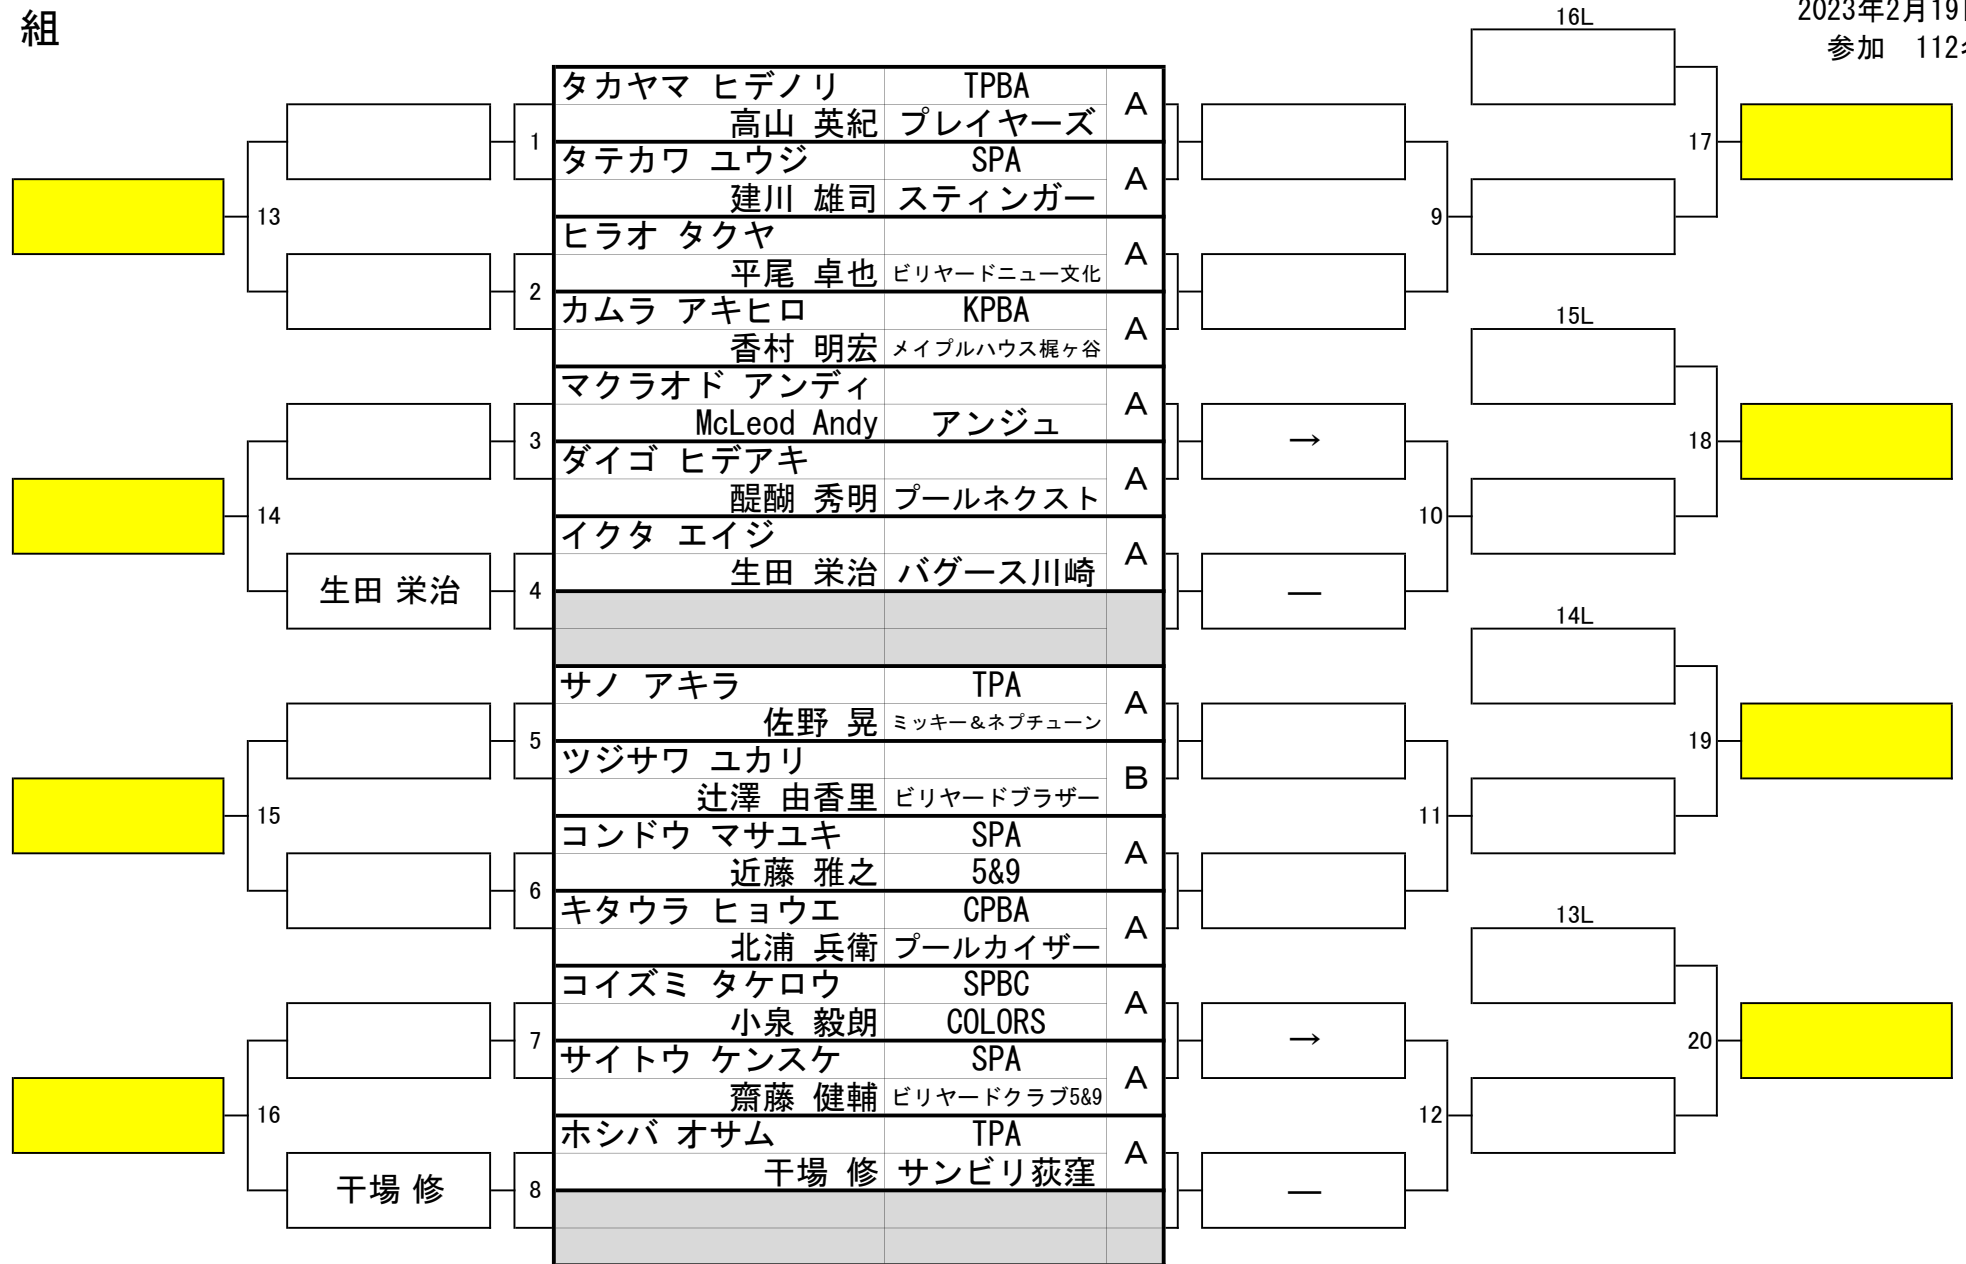 組
2023年2月19日
参加 112名
16L
タカヤマ ヒデノリ TPBA
高山 英紀 プレイヤーズ A
1
17
タテカワ ユウジ SPA
建川 雄司 スティンガー A
13
9
ヒラオ タクヤ
平尾 卓也 ビリヤードニュー文化 A
2
カムラ アキヒロ KPBA
香村 明宏 メイプルハウス梶ヶ谷 A
15L
マクラオド アンディ
McLeod Andy アンジュ A
3
→
18
ダイゴ ヒデアキ
醍醐 秀明 プールネクスト A
14
10
イクタ エイジ
生田 栄治 バグース川崎 A
生田 栄治
4
—
14L
サノ アキラ TPA
佐野 晃 ミッキー&ネプチューン A
5
19
ツジサワ ユカリ
辻澤 由香里 ビリヤードブラザー B
15
11
コンドウ マサユキ SPA
近藤 雅之 5&9 A
6
キタウラ ヒョウエ CPBA
北浦 兵衛 プールカイザー A
13L
コイズミ タケロウ SPBC
小泉 毅朗 COLORS A
7
→
20
サイトウ ケンスケ SPA
齋藤 健輔 ビリヤードクラブ5&9 A
16
12
ホシバ オサム TPA
干場 修 サンビリ荻窪 A
干場 修
8
—